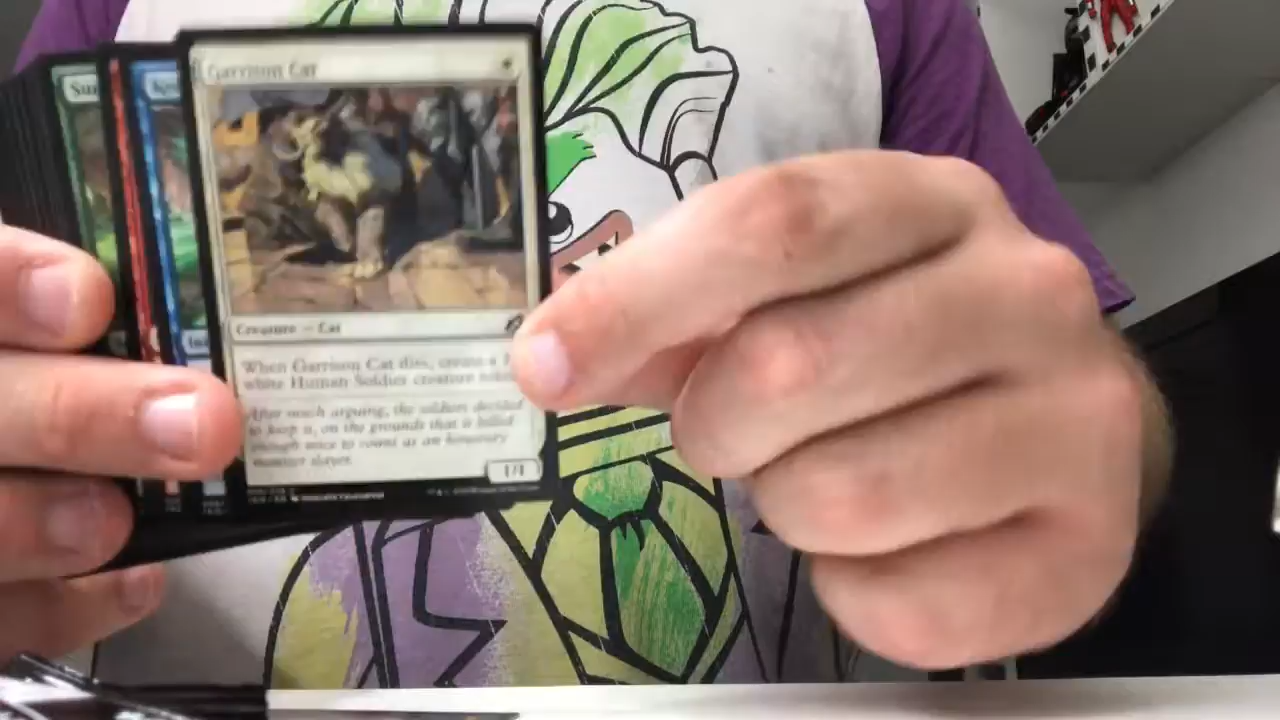 Garrison Cat
Creature — Cat
When Garrison Cat dies, create a 1
white Human Soldier creature token
After much arguing, the soldiers decided
to keep it, on the grounds that it killed
enough mice to count as an honorary
monster slayer.
1/1